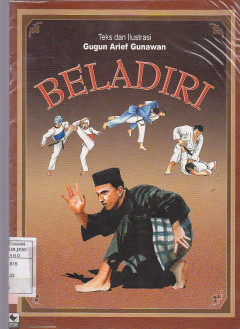 Teks dan Ilustrasi
Gugun Arief Gunawan
BELADIRI